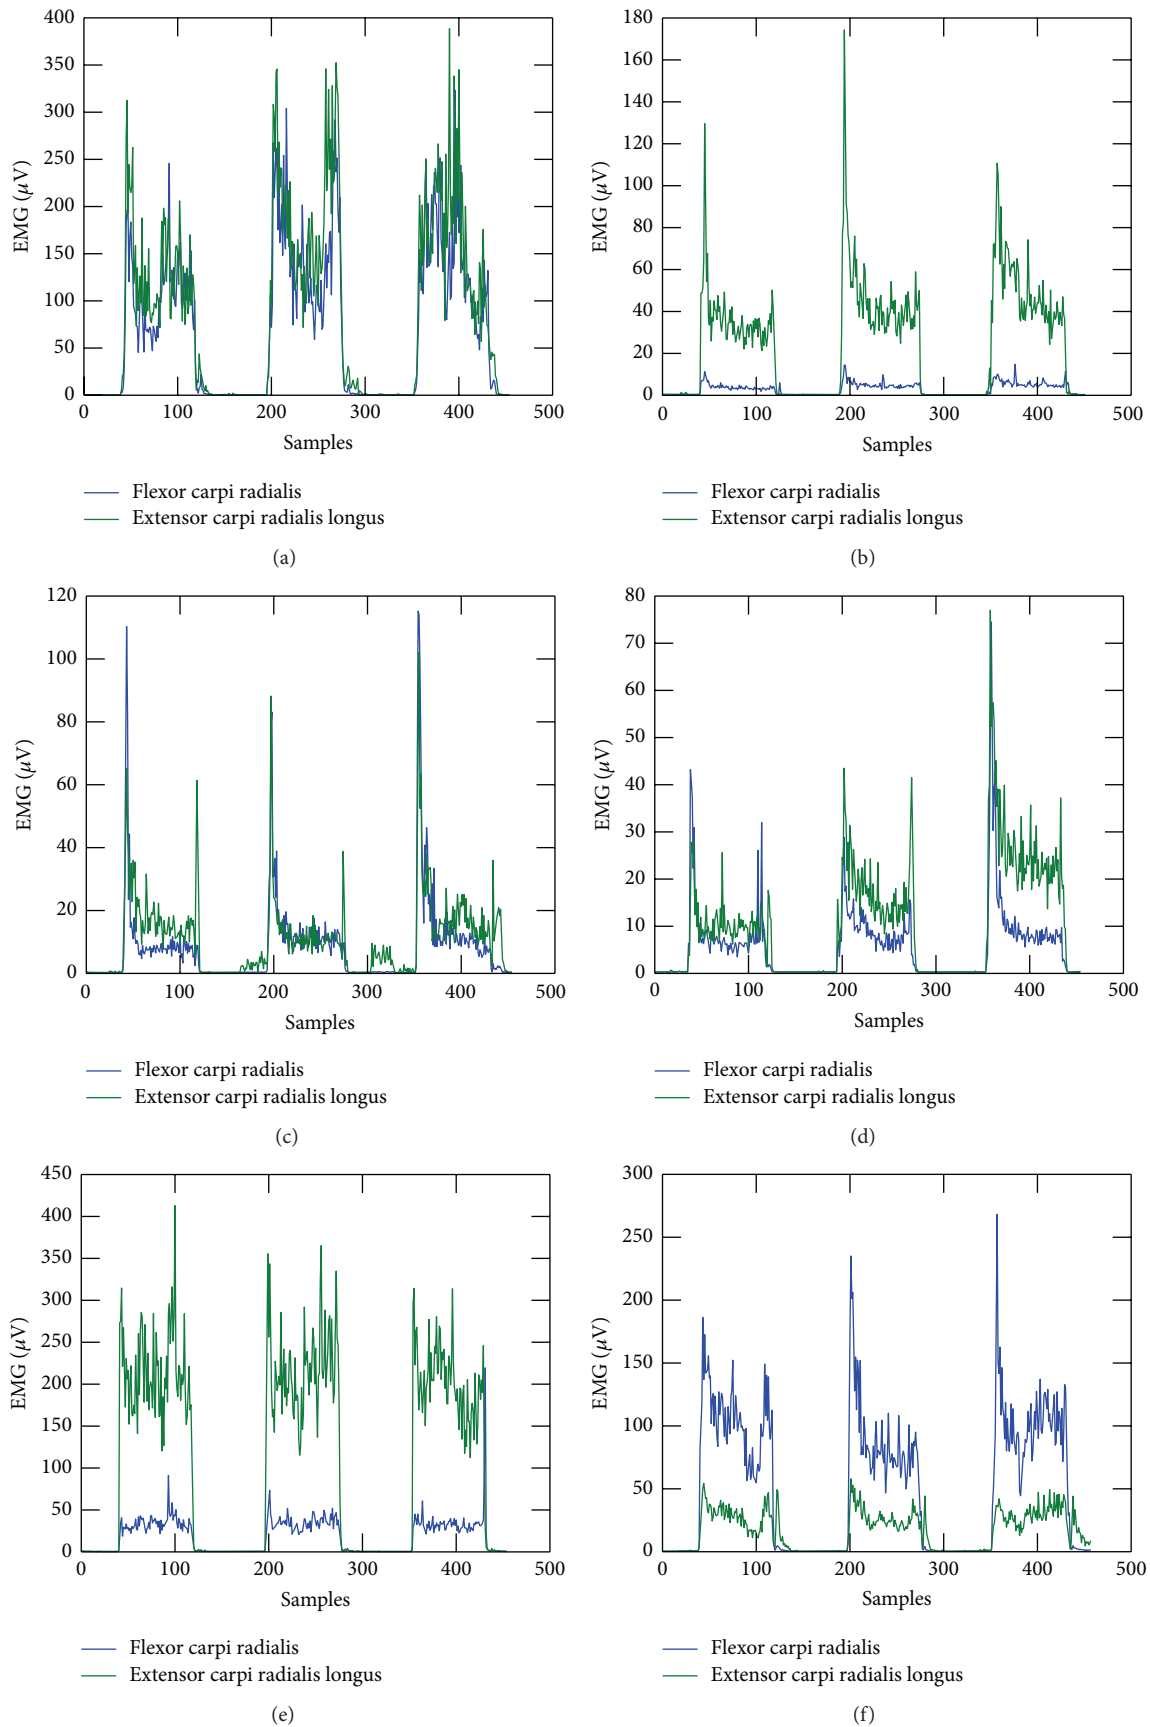 400
350
300
250
200
150
100
50
0
EMG (μV)
0 100 200 300 400 500
Samples
Flexor carpi radialis
Extensor carpi radialis longus
(a)
180
160
140
120
100
80
60
40
20
0
EMG (μV)
0 100 200 300 400 500
Samples
Flexor carpi radialis
Extensor carpi radialis longus
(b)
120
100
80
60
40
20
0
EMG (μV)
0 100 200 300 400 500
Samples
Flexor carpi radialis
Extensor carpi radialis longus
(c)
80
70
60
50
40
30
20
10
0
EMG (μV)
0 100 200 300 400 500
Samples
Flexor carpi radialis
Extensor carpi radialis longus
(d)
450
400
350
300
250
200
150
100
50
0
EMG (μV)
0 100 200 300 400 500
Samples
Flexor carpi radialis
Extensor carpi radialis longus
(e)
300
250
200
150
100
50
0
EMG (μV)
0 100 200 300 400 500
Samples
Flexor carpi radialis
Extensor carpi radialis longus
(f)